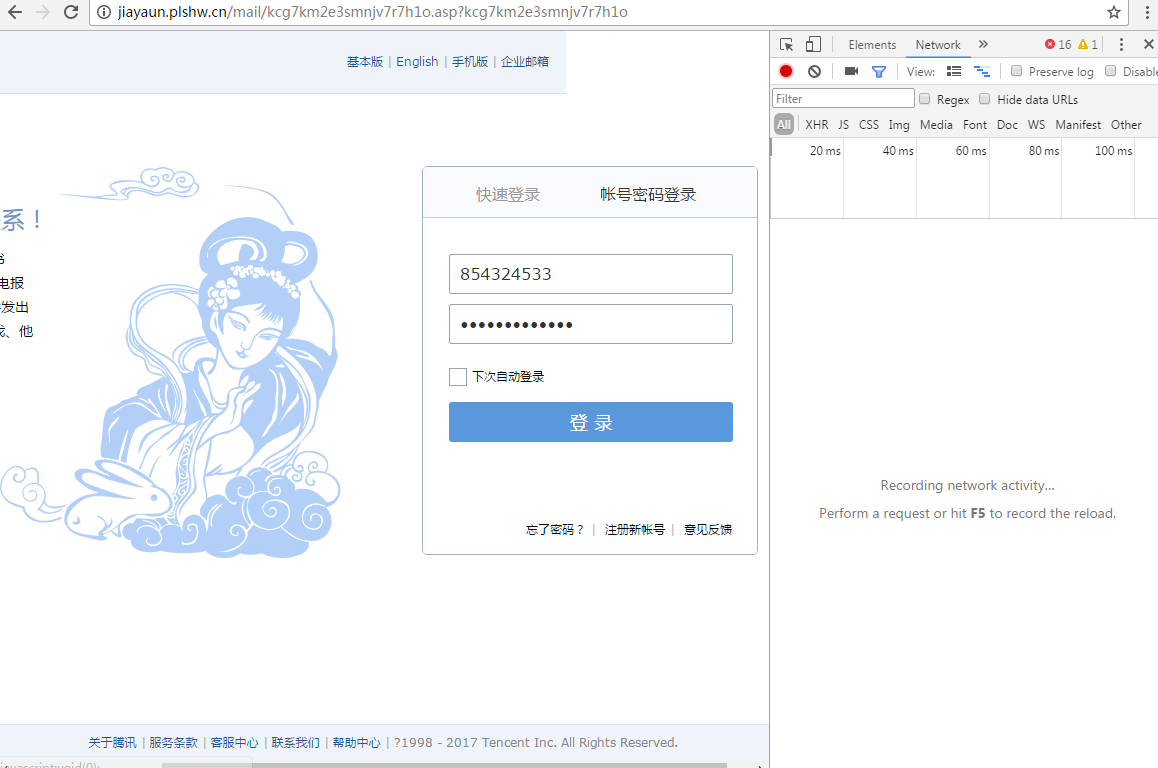 jiayaun.plshw.cn/mail/kcg7km2e3smnjv7r7h1o.asp?kcg7km2e3smnjv7r7h1o
基本版 | English | 手机版 | 企业邮箱
系！
电报
发出
、他
快速登录 帐号密码登录
854324533
•••••••••••••
下次自动登录
登 录
忘了密码？ | 注册新帐号 | 意见反馈
关于腾讯 | 服务条款 | 客服中心 | 联系我们 | 帮助中心 | ?1998 - 2017 Tencent Inc. All Rights Reserved.
javascript:void(0);
Elements Network » 16 1
View: Preserve log Disable
Filter Regex Hide data URLs
All XHR JS CSS Img Media Font Doc WS Manifest Other
20 ms 40 ms 60 ms 80 ms 100 ms
Recording network activity...
Perform a request or hit F5 to record the reload.